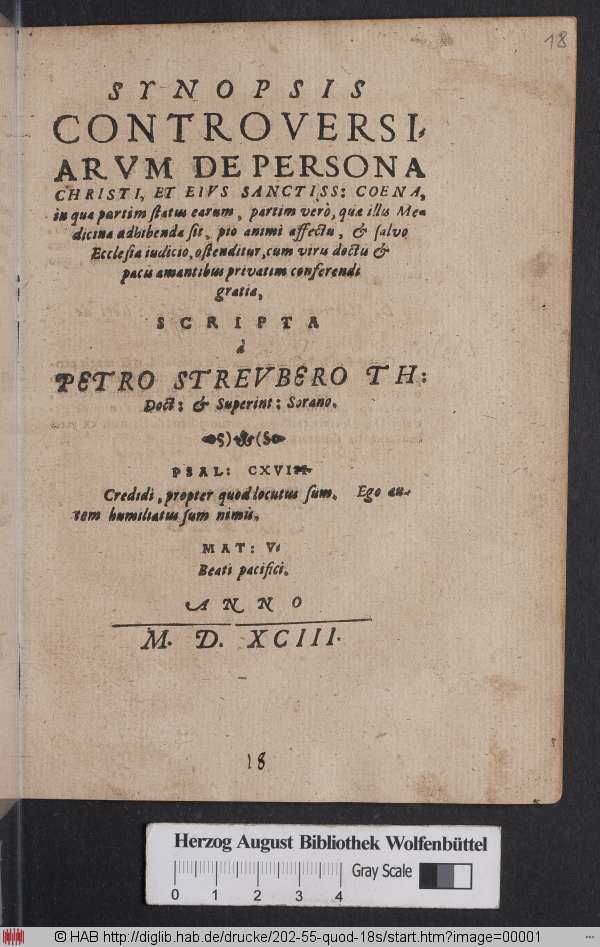 18
SYNOPSIS
CONTROVERSI-
ARVM DE PERSONA
CHRISTI, ET EIVS SANCTISS: COENA,
in qua partim status earum, partim verò, quæ illis Me-
dicina adhibenda sit, pio animi affectu, & salvo
Ecclesiæ iudicio, ostenditur, cum viris doctis &
pacis amantibus privatim conferendi
gratia,
SCRIPTA
à
PETRO STREVBERO TH:
Doct: & Superint: Sorano.
PSAL: CXVI
Credidi, propter quod locutus sum. Ego au-
tem humiliatus sum nimis.
MAT: V.
Beati pacifici.
ANNO
M. D. XCIII.
18
Herzog August Bibliothek Wolfenbüttel
Gray Scale
0 1 2 3 4
© HAB http://diglib.hab.de/drucke/202-55-quod-18s/start.htm?image=00001